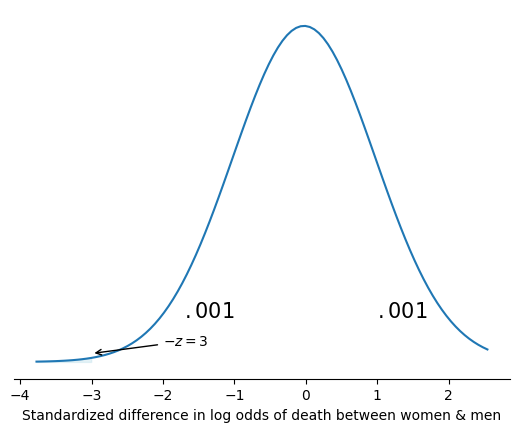 .001 .001
−z = 3
−4 −3 −2 −1 0 1 2
Standardized difference in log odds of death between women & men